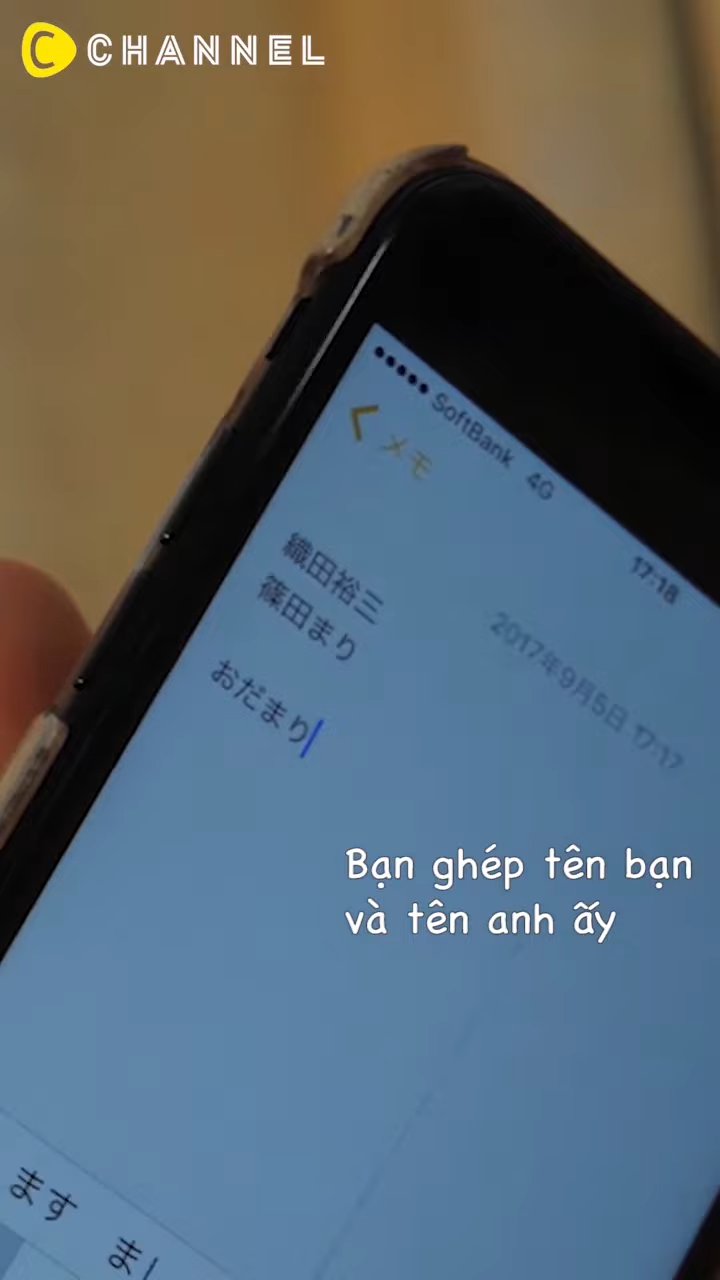 C CHANNEL
SoftBank 4G
17:18
メモ
2017年9月5日 17:17
織田裕三
篠田まり
おだまり
Bạn ghép tên bạn
và tên anh ấy
ます